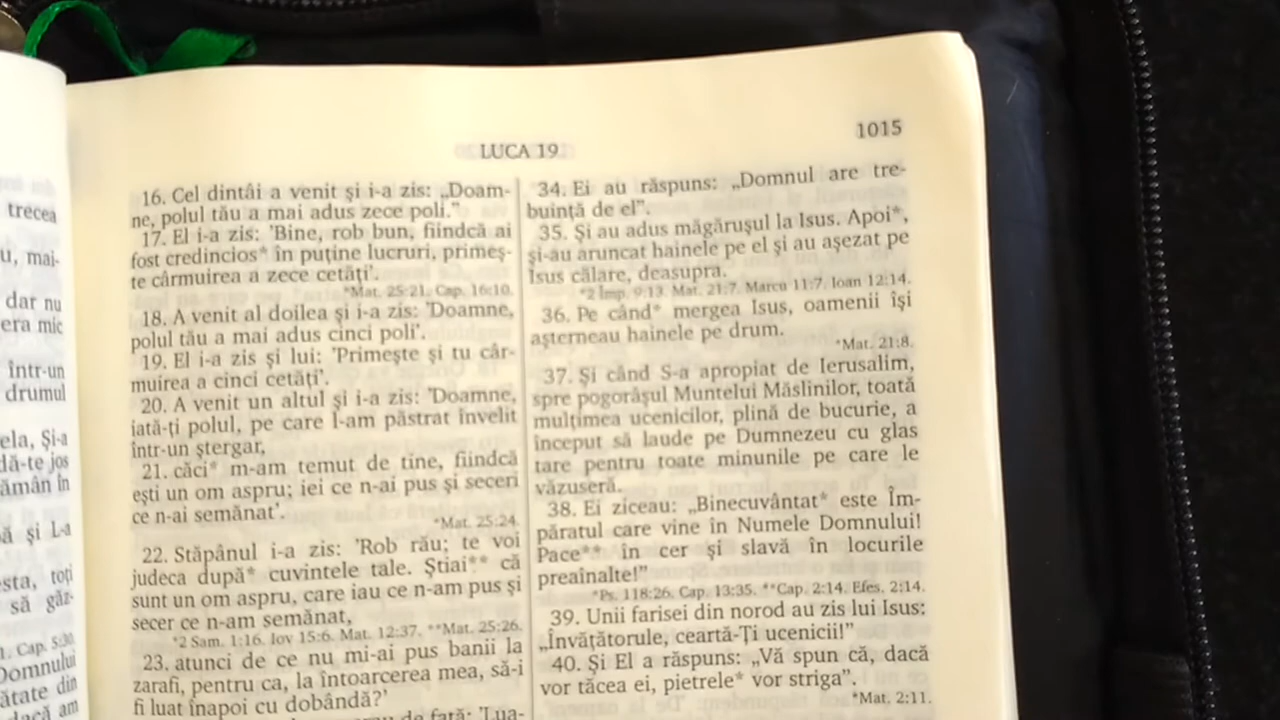 trecea
u, mai-
dar nu
era mic
într-un
drumul
ela, Şi-a
dă-te jos
ămân în
ă şi L-a
esta, toţi
să găz-
1. Cap. 5:30
Domnului
ătate din
dacă am
LUCA 19
1015
16. Cel dintâi a venit şi i-a zis: „Doam-
ne, polul tău a mai adus zece poli.”
17. El i-a zis: 'Bine, rob bun, fiindcă ai
fost credincios* în puţine lucruri, primeş-
te cârmuirea a zece cetăţi'.
*Mat. 25:21. Cap. 16:10.
18. A venit al doilea şi i-a zis: 'Doamne,
polul tău a mai adus cinci poli'.
19. El i-a zis şi lui: 'Primeşte şi tu câr-
muirea a cinci cetăţi'.
20. A venit un altul şi i-a zis: 'Doamne,
iată-ţi polul, pe care l-am păstrat învelit
într-un ştergar,
21. căci* m-am temut de tine, fiindcă
eşti un om aspru; iei ce n-ai pus şi seceri
ce n-ai semănat'.
*Mat. 25:24.
22. Stăpânul i-a zis: 'Rob rău; te voi
judeca după* cuvintele tale. Ştiai** că
sunt un om aspru, care iau ce n-am pus şi
secer ce n-am semănat,
*2 Sam. 1:16. Iov 15:6. Mat. 12:37. **Mat. 25:26.
23. atunci de ce nu mi-ai pus banii la
zarafi, pentru ca, la întoarcerea mea, să-i
fi luat înapoi cu dobândă?'
de faţă: 'Lua-
34. Ei au răspuns: „Domnul are tre-
buinţă de el”.
35. Şi au adus măgăruşul la Isus. Apoi*,
şi-au aruncat hainele pe el şi au aşezat pe
Isus călare, deasupra.
*2 Imp. 9:13. Mat. 21:7. Marcu 11:7. Ioan 12:14.
36. Pe când* mergea Isus, oamenii îşi
aşterneau hainele pe drum.
*Mat. 21:8.
37. Şi când S-a apropiat de Ierusalim,
spre pogorâşul Muntelui Măslinilor, toată
mulţimea ucenicilor, plină de bucurie, a
început să laude pe Dumnezeu cu glas
tare pentru toate minunile pe care le
văzuseră.
38. Ei ziceau: „Binecuvântat* este Îm-
păratul care vine în Numele Domnului!
Pace** în cer şi slavă în locurile
preaînalte!”
*Ps. 118:26. Cap. 13:35. **Cap. 2:14. Efes. 2:14.
39. Unii farisei din norod au zis lui Isus:
„Învăţătorule, ceartă-Ţi ucenicii!”
40. Şi El a răspuns: „Vă spun că, dacă
vor tăcea ei, pietrele* vor striga”.
*Mat. 2:11.